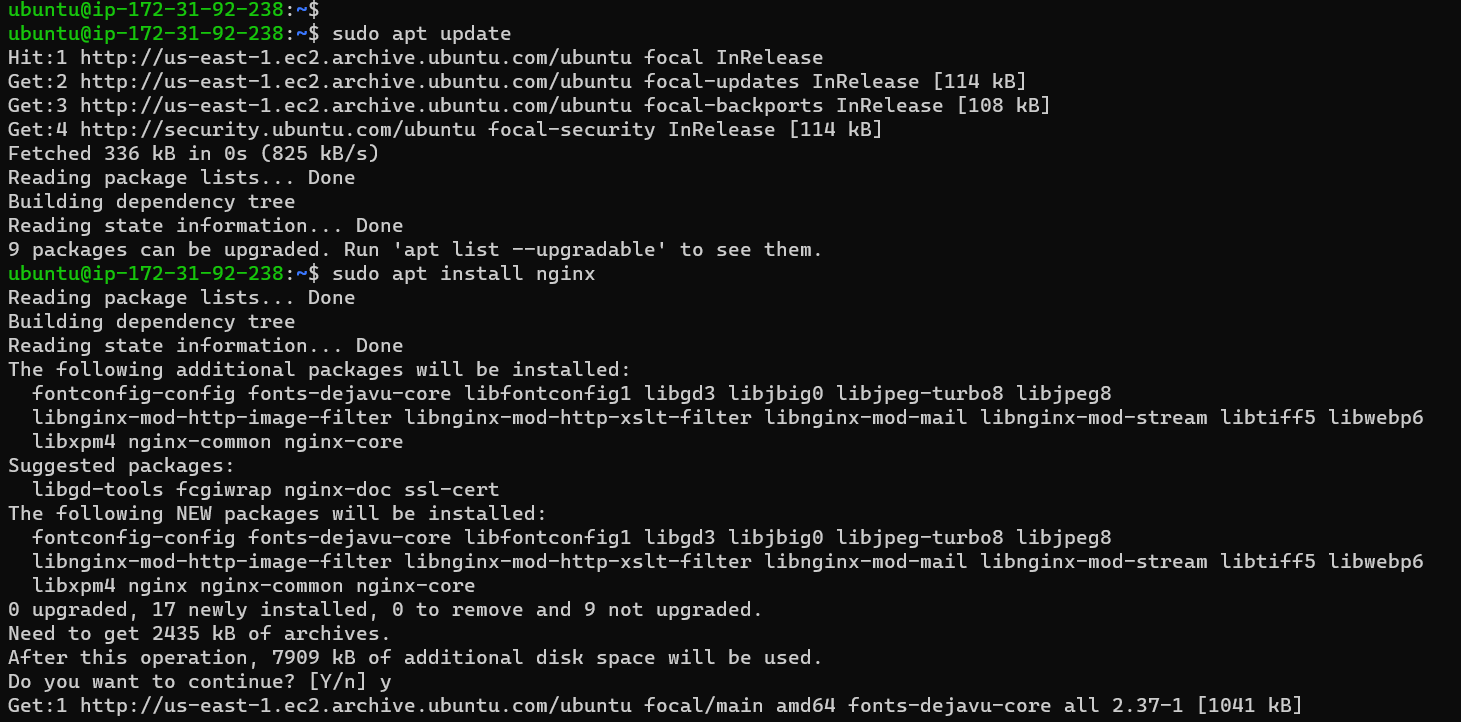 ubuntu@ip-172-31-92-238:~$
ubuntu@ip-172-31-92-238:~$ sudo apt update
Hit:1 http://us-east-1.ec2.archive.ubuntu.com/ubuntu focal InRelease
Get:2 http://us-east-1.ec2.archive.ubuntu.com/ubuntu focal-updates InRelease [114 kB]
Get:3 http://us-east-1.ec2.archive.ubuntu.com/ubuntu focal-backports InRelease [108 kB]
Get:4 http://security.ubuntu.com/ubuntu focal-security InRelease [114 kB]
Fetched 336 kB in 0s (825 kB/s)
Reading package lists... Done
Building dependency tree
Reading state information... Done
9 packages can be upgraded. Run 'apt list --upgradable' to see them.
ubuntu@ip-172-31-92-238:~$ sudo apt install nginx
Reading package lists... Done
Building dependency tree
Reading state information... Done
The following additional packages will be installed:
  fontconfig-config fonts-dejavu-core libfontconfig1 libgd3 libjbig0 libjpeg-turbo8 libjpeg8
  libnginx-mod-http-image-filter libnginx-mod-http-xslt-filter libnginx-mod-mail libnginx-mod-stream libtiff5 libwebp6
  libxpm4 nginx-common nginx-core
Suggested packages:
  libgd-tools fcgiwrap nginx-doc ssl-cert
The following NEW packages will be installed:
  fontconfig-config fonts-dejavu-core libfontconfig1 libgd3 libjbig0 libjpeg-turbo8 libjpeg8
  libnginx-mod-http-image-filter libnginx-mod-http-xslt-filter libnginx-mod-mail libnginx-mod-stream libtiff5 libwebp6
  libxpm4 nginx nginx-common nginx-core
0 upgraded, 17 newly installed, 0 to remove and 9 not upgraded.
Need to get 2435 kB of archives.
After this operation, 7909 kB of additional disk space will be used.
Do you want to continue? [Y/n] y
Get:1 http://us-east-1.ec2.archive.ubuntu.com/ubuntu focal/main amd64 fonts-dejavu-core all 2.37-1 [1041 kB]